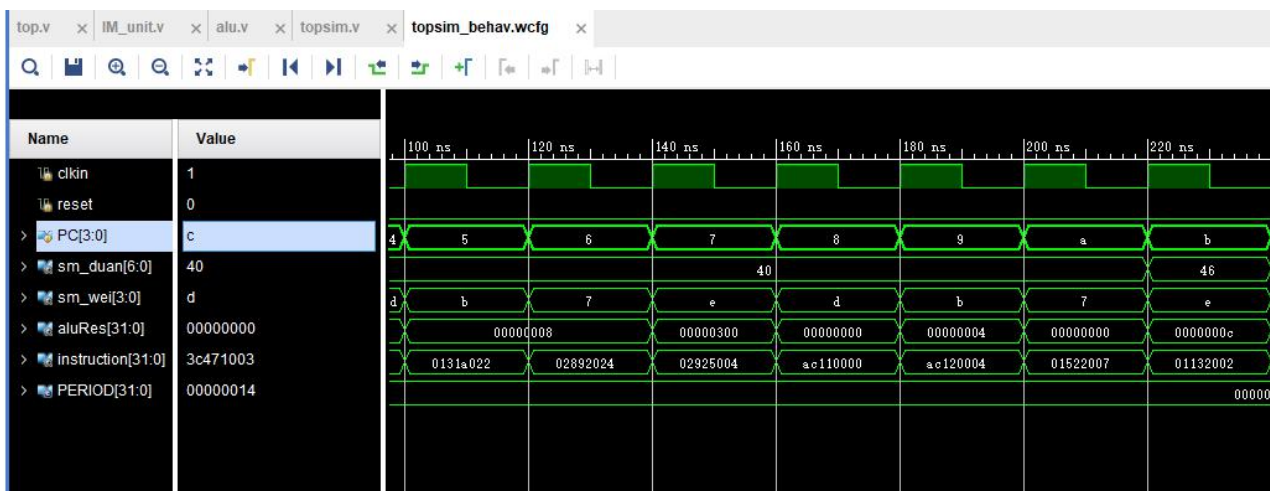 top.v × IM_unit.v × alu.v × topsim.v × topsim_behav.wcfg ×
Name Value 100 ns 120 ns 140 ns 160 ns 180 ns 200 ns 220 ns
clkin 1
reset 0
PC[3:0] c 4 5 6 7 8 9 a b
sm_duan[6:0] 40 40 46
sm_wei[3:0] d d b 7 e d b 7 e
aluRes[31:0] 00000000 00000008 00000300 00000000 00000004 00000000 0000000c
instruction[31:0] 3c471003 0131a022 02892024 02925004 ac110000 ac120004 01522007 01132002
PERIOD[31:0] 00000014 00000